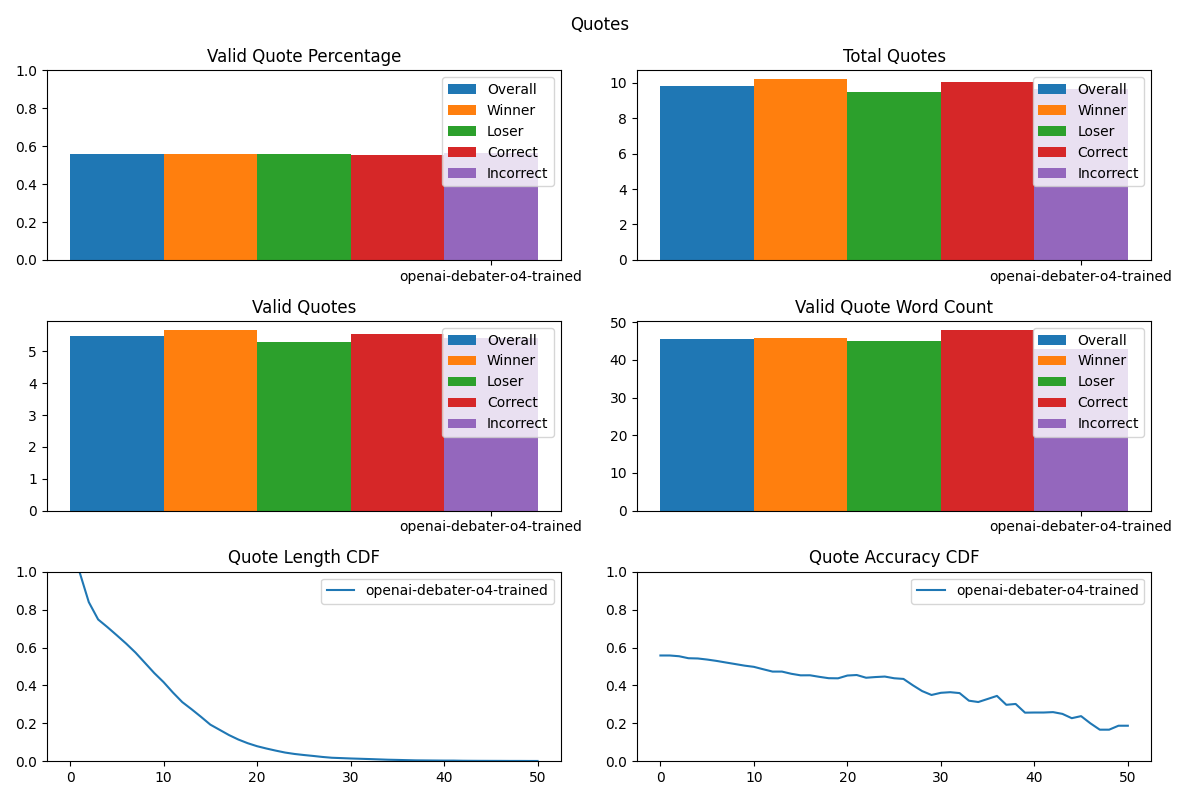 Quotes
Valid Quote Percentage
1.0
0.8
0.6
0.4
0.2
0.0
Overall
Winner
Loser
Correct
Incorrect
openai-debater-o4-trained
Total Quotes
10
8
6
4
2
0
Overall
Winner
Loser
Correct
Incorrect
openai-debater-o4-trained
Valid Quotes
5
4
3
2
1
0
Overall
Winner
Loser
Correct
Incorrect
openai-debater-o4-trained
Valid Quote Word Count
50
40
30
20
10
0
Overall
Winner
Loser
Correct
Incorrect
openai-debater-o4-trained
Quote Length CDF
1.0
0.8
0.6
0.4
0.2
0.0
openai-debater-o4-trained
0 10 20 30 40 50
Quote Accuracy CDF
1.0
0.8
0.6
0.4
0.2
0.0
openai-debater-o4-trained
0 10 20 30 40 50